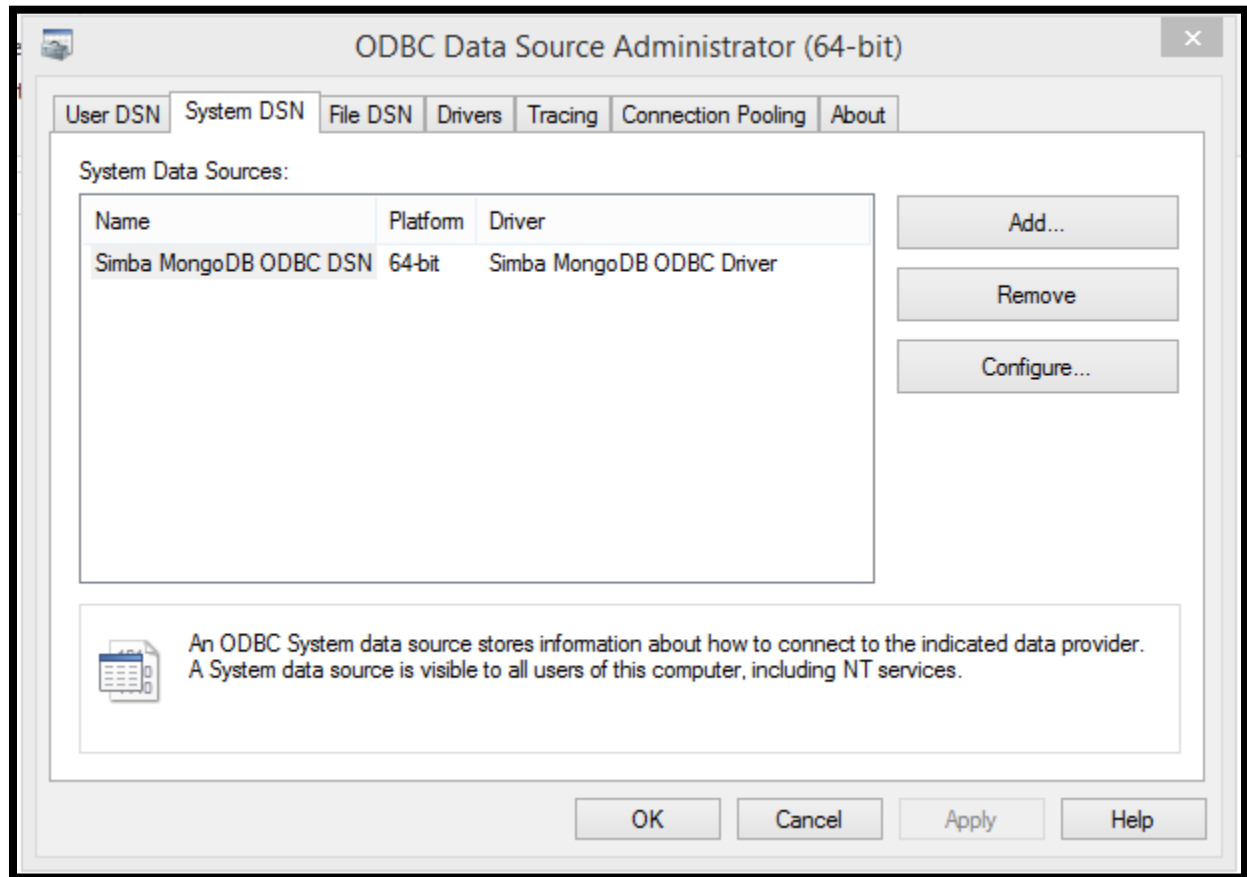 ODBC Data Source Administrator (64-bit)
User DSN System DSN File DSN Drivers Tracing Connection Pooling About
System Data Sources:
Name Platform Driver
Simba MongoDB ODBC DSN 64-bit Simba MongoDB ODBC Driver
Add...
Remove
Configure...
An ODBC System data source stores information about how to connect to the indicated data provider.
A System data source is visible to all users of this computer, including NT services.
OK Cancel Apply Help